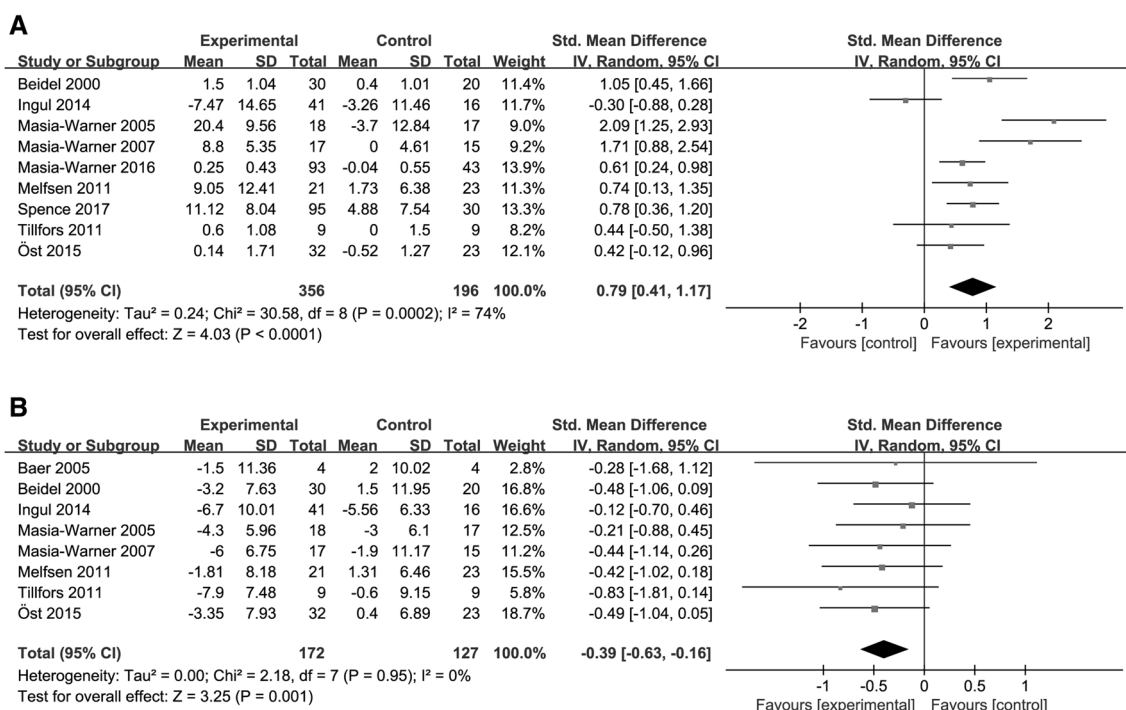 A
Experimental Control Std. Mean Difference Std. Mean Difference
Study or Subgroup Mean SD Total Mean SD Total Weight IV, Random, 95% CI IV, Random, 95% CI
Beidel 2000 1.5 1.04 30 0.4 1.01 20 11.4% 1.05 [0.45, 1.66]
Ingul 2014 -7.47 14.65 41 -3.26 11.46 16 11.7% -0.30 [-0.88, 0.28]
Masia-Warner 2005 20.4 9.56 18 -3.7 12.84 17 9.0% 2.09 [1.25, 2.93]
Masia-Warner 2007 8.8 5.35 17 0 4.61 15 9.2% 1.71 [0.88, 2.54]
Masia-Warner 2016 0.25 0.43 93 -0.04 0.55 43 13.9% 0.61 [0.24, 0.98]
Melfsen 2011 9.05 12.41 21 1.73 6.38 23 11.3% 0.74 [0.13, 1.35]
Spence 2017 11.12 8.04 95 4.88 7.54 30 13.3% 0.78 [0.36, 1.20]
Tillfors 2011 0.6 1.08 9 0 1.5 9 8.2% 0.44 [-0.50, 1.38]
Öst 2015 0.14 1.71 32 -0.52 1.27 23 12.1% 0.42 [-0.12, 0.96]
Total (95% CI) 356 196 100.0% 0.79 [0.41, 1.17]
Heterogeneity: Tau² = 0.24; Chi² = 30.58, df = 8 (P = 0.0002); I² = 74%
Test for overall effect: Z = 4.03 (P < 0.0001)
-2 -1 0 1 2
Favours [control] Favours [experimental]
B
Experimental Control Std. Mean Difference Std. Mean Difference
Study or Subgroup Mean SD Total Mean SD Total Weight IV, Random, 95% CI IV, Random, 95% CI
Baer 2005 -1.5 11.36 4 2 10.02 4 2.8% -0.28 [-1.68, 1.12]
Beidel 2000 -3.2 7.63 30 1.5 11.95 20 16.8% -0.48 [-1.06, 0.09]
Ingul 2014 -6.7 10.01 41 -5.56 6.33 16 16.6% -0.12 [-0.70, 0.46]
Masia-Warner 2005 -4.3 5.96 18 -3 6.1 17 12.5% -0.21 [-0.88, 0.45]
Masia-Warner 2007 -6 6.75 17 -1.9 11.17 15 11.2% -0.44 [-1.14, 0.26]
Melfsen 2011 -1.81 8.18 21 1.31 6.46 23 15.5% -0.42 [-1.02, 0.18]
Tillfors 2011 -7.9 7.48 9 -0.6 9.15 9 5.8% -0.83 [-1.81, 0.14]
Öst 2015 -3.35 7.93 32 0.4 6.89 23 18.7% -0.49 [-1.04, 0.05]
Total (95% CI) 172 127 100.0% -0.39 [-0.63, -0.16]
Heterogeneity: Tau² = 0.00; Chi² = 2.18, df = 7 (P = 0.95); I² = 0%
Test for overall effect: Z = 3.25 (P = 0.001)
-1 -0.5 0 0.5 1
Favours [experimental] Favours [control]